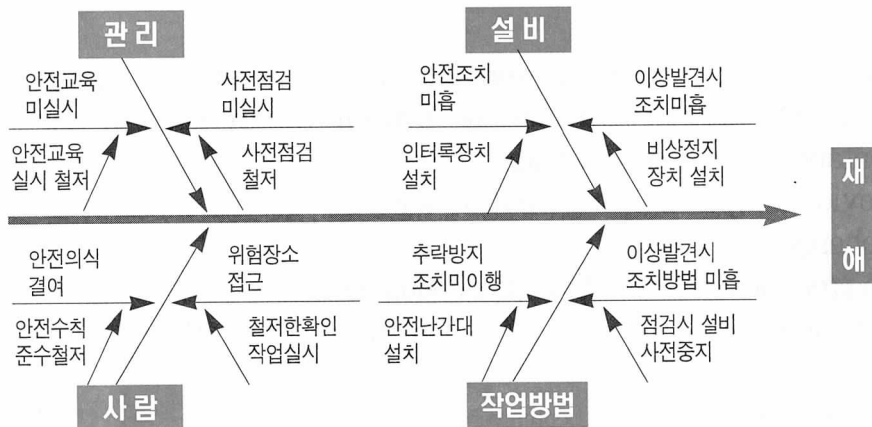 관 리
설 비
안전교육
미실시
사전점검
미실시
안전조치
미흡
이상발견시
조치미흡
안전교육
실시 철저
사전점검
철저
인터록장치
설치
비상정지
장치 설치
재
해
안전의식
결여
위험장소
접근
추락방지
조치미이행
이상발견시
조치방법 미흡
안전수칙
준수철저
철저한확인
작업실시
안전난간대
설치
점검시 설비
사전중지
사 람
작업방법